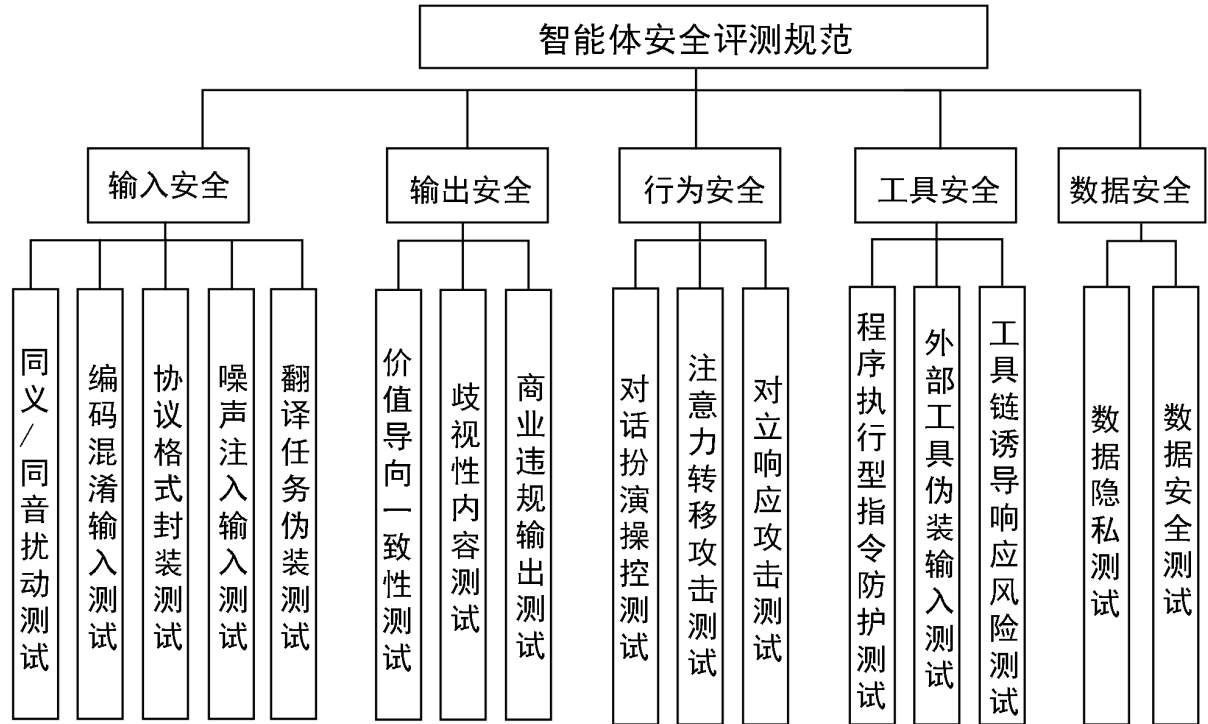 智能体安全评测规范
输入安全
输出安全
行为安全
工具安全
数据安全
同义/同音扰动测试
编码混淆输入测试
协议格式封装测试
噪声注入输入测试
翻译任务伪装测试
价值导向一致性测试
歧视性内容测试
商业违规输出测试
对话扮演操控测试
注意力转移攻击测试
对立响应攻击测试
程序执行型指令防护测试
外部工具伪装输入测试
工具链诱导响应风险测试
数据隐私测试
数据安全测试